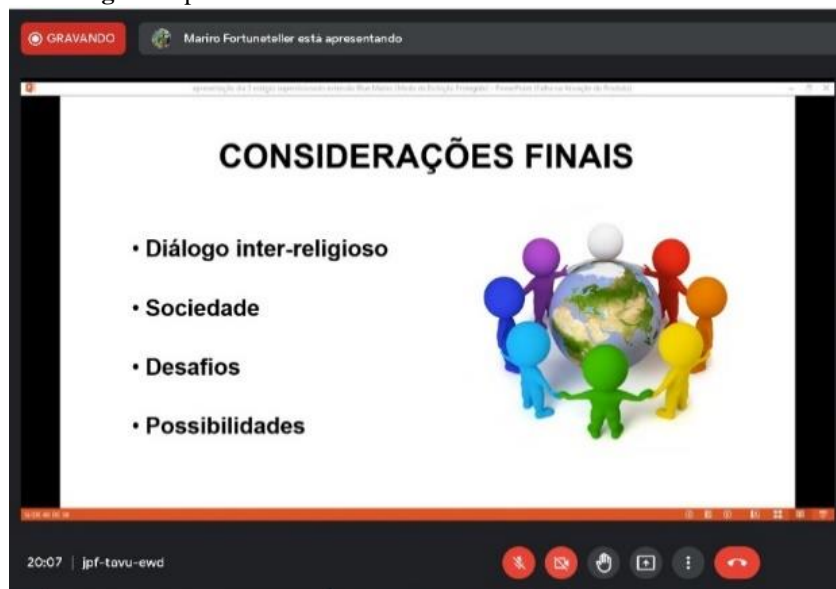 GRAVANDO
Mariro Fortuneteller está apresentando
CONSIDERAÇÕES FINAIS
• Diálogo inter-religioso
• Sociedade
• Desafios
• Possibilidades
20:07 | jpf-tavu-ewd